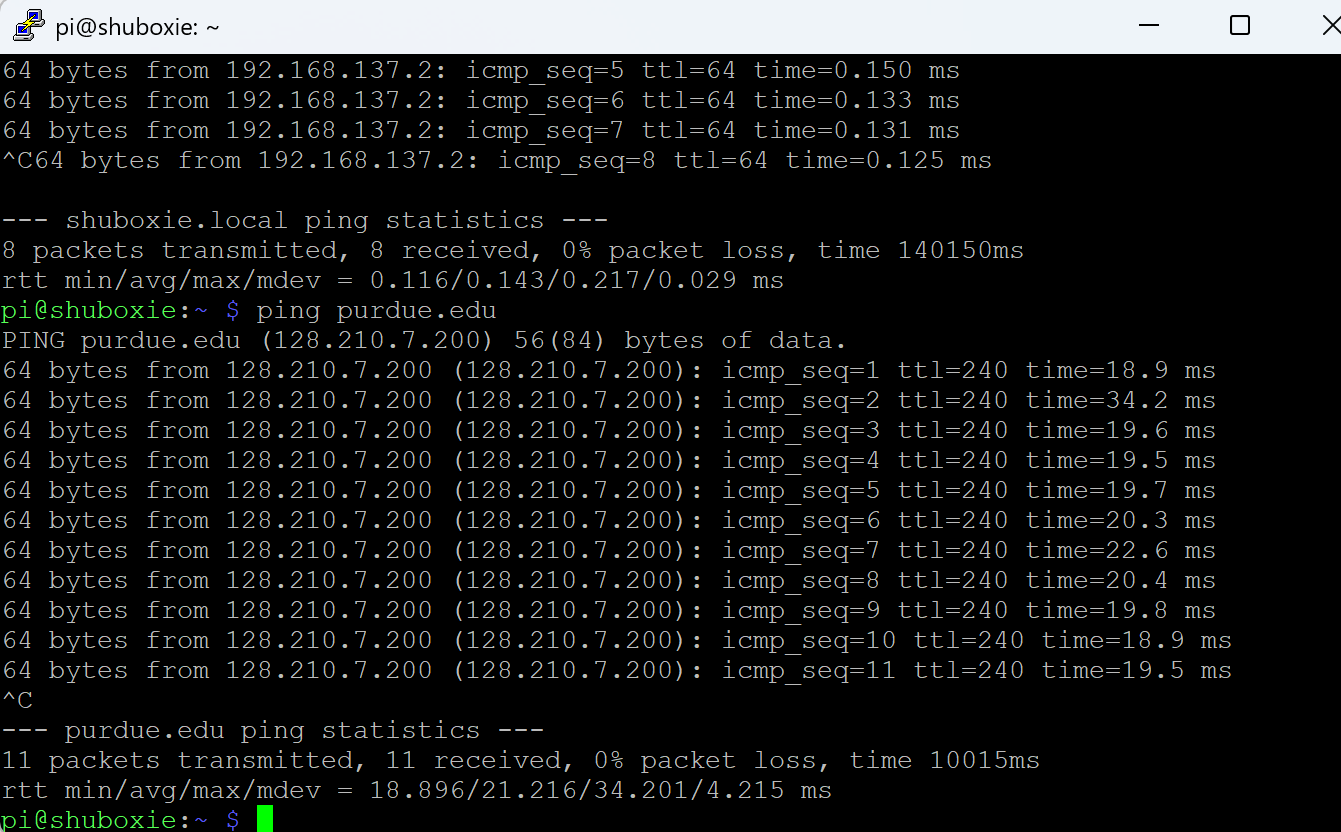 pi@shuboxie: ~
64 bytes from 192.168.137.2: icmp_seq=5 ttl=64 time=0.150 ms
64 bytes from 192.168.137.2: icmp_seq=6 ttl=64 time=0.133 ms
64 bytes from 192.168.137.2: icmp_seq=7 ttl=64 time=0.131 ms
^C64 bytes from 192.168.137.2: icmp_seq=8 ttl=64 time=0.125 ms
--- shuboxie.local ping statistics ---
8 packets transmitted, 8 received, 0% packet loss, time 140150ms
rtt min/avg/max/mdev = 0.116/0.143/0.217/0.029 ms
pi@shuboxie:~ $ ping purdue.edu
PING purdue.edu (128.210.7.200) 56(84) bytes of data.
64 bytes from 128.210.7.200 (128.210.7.200): icmp_seq=1 ttl=240 time=18.9 ms
64 bytes from 128.210.7.200 (128.210.7.200): icmp_seq=2 ttl=240 time=34.2 ms
64 bytes from 128.210.7.200 (128.210.7.200): icmp_seq=3 ttl=240 time=19.6 ms
64 bytes from 128.210.7.200 (128.210.7.200): icmp_seq=4 ttl=240 time=19.5 ms
64 bytes from 128.210.7.200 (128.210.7.200): icmp_seq=5 ttl=240 time=19.7 ms
64 bytes from 128.210.7.200 (128.210.7.200): icmp_seq=6 ttl=240 time=20.3 ms
64 bytes from 128.210.7.200 (128.210.7.200): icmp_seq=7 ttl=240 time=22.6 ms
64 bytes from 128.210.7.200 (128.210.7.200): icmp_seq=8 ttl=240 time=20.4 ms
64 bytes from 128.210.7.200 (128.210.7.200): icmp_seq=9 ttl=240 time=19.8 ms
64 bytes from 128.210.7.200 (128.210.7.200): icmp_seq=10 ttl=240 time=18.9 ms
64 bytes from 128.210.7.200 (128.210.7.200): icmp_seq=11 ttl=240 time=19.5 ms
^C
--- purdue.edu ping statistics ---
11 packets transmitted, 11 received, 0% packet loss, time 10015ms
rtt min/avg/max/mdev = 18.896/21.216/34.201/4.215 ms
pi@shuboxie:~ $